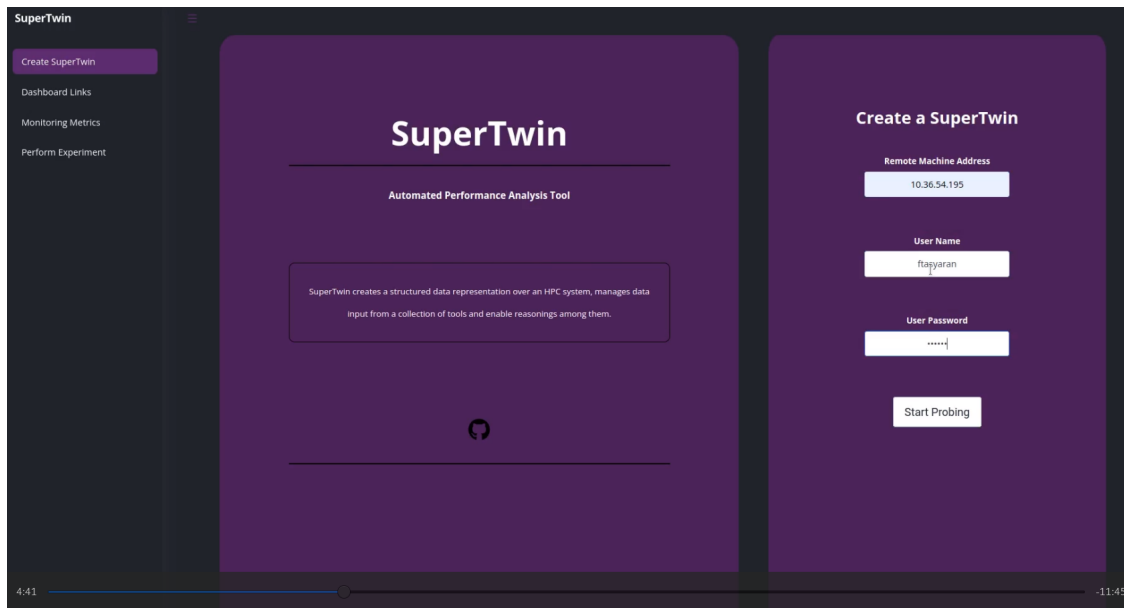 SuperTwin
Create SuperTwin
Dashboard Links
Monitoring Metrics
Perform Experiment
SuperTwin
Automated Performance Analysis Tool
SuperTwin creates a structured data representation over an HPC system, manages data
input from a collection of tools and enable reasonings among them.
Create a SuperTwin
Remote Machine Address
10.36.54.195
User Name
ftasyaran
User Password
••••••
Start Probing
4:41
-11:45